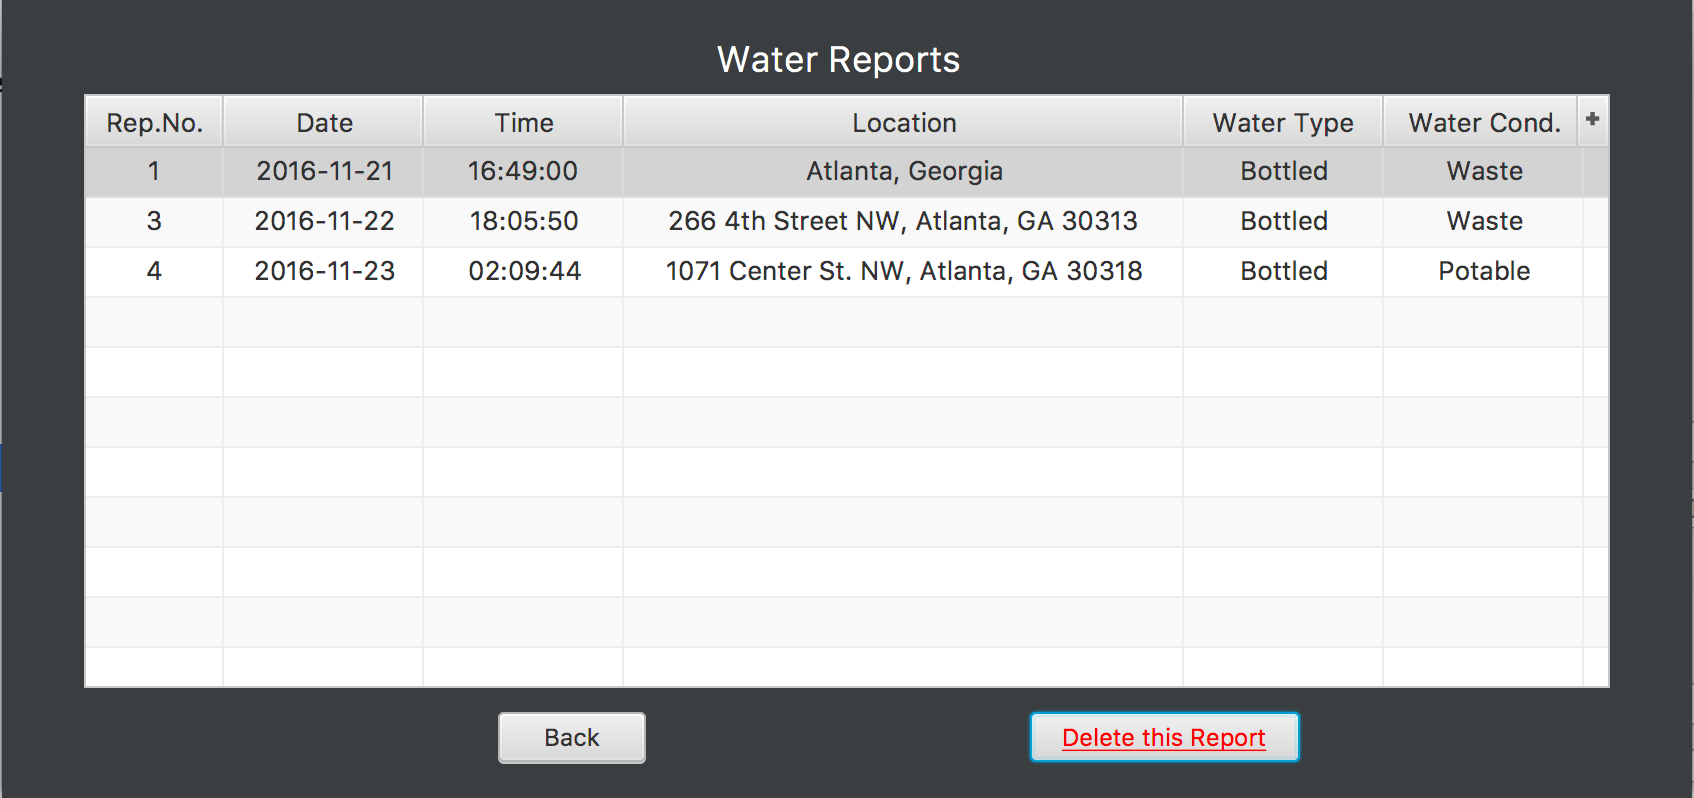 Water Reports
Rep.No. Date Time Location Water Type Water Cond. +
1 2016-11-21 16:49:00 Atlanta, Georgia Bottled Waste
3 2016-11-22 18:05:50 266 4th Street NW, Atlanta, GA 30313 Bottled Waste
4 2016-11-23 02:09:44 1071 Center St. NW, Atlanta, GA 30318 Bottled Potable
Back Delete this Report